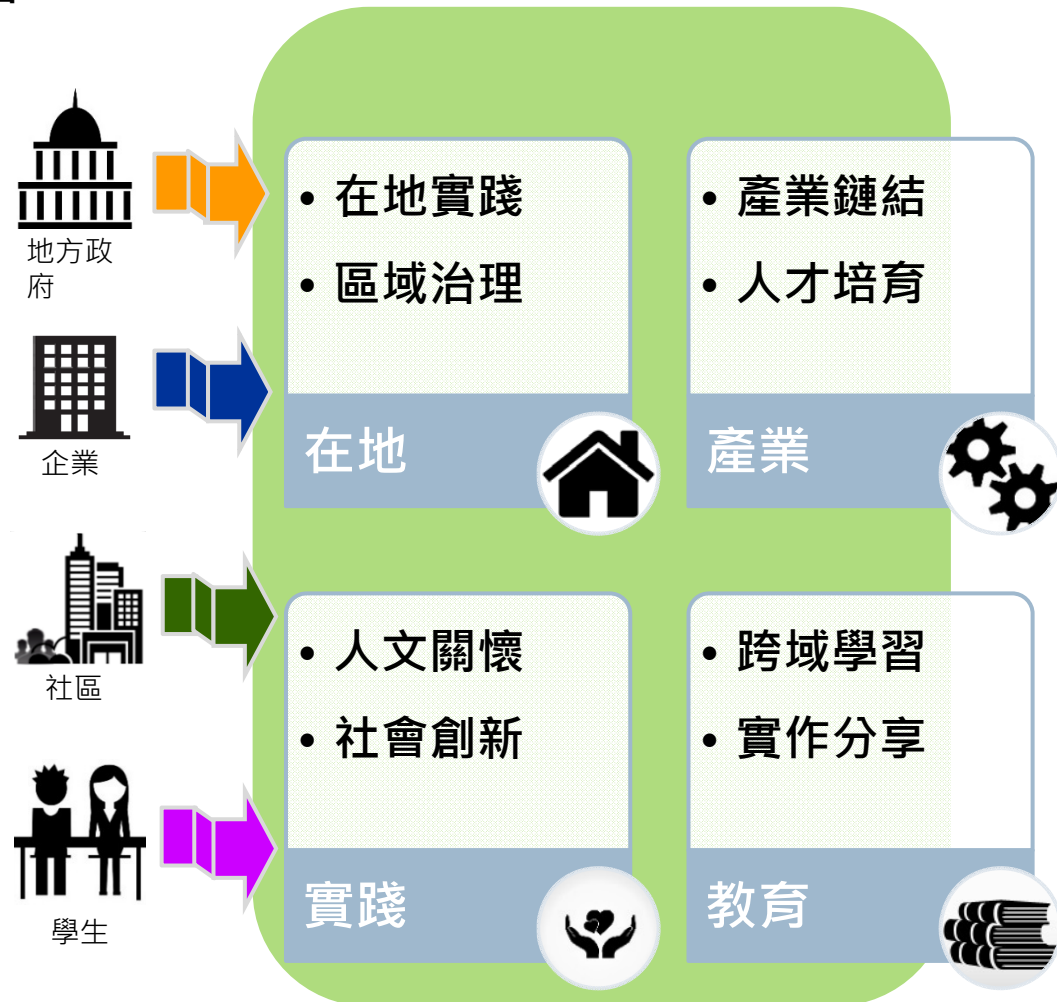 地方政
府
企業
社區
學生
• 在地實踐
• 區域治理
在地
• 產業鏈結
• 人才培育
產業
• 人文關懷
• 社會創新
實踐
• 跨域學習
• 實作分享
教育